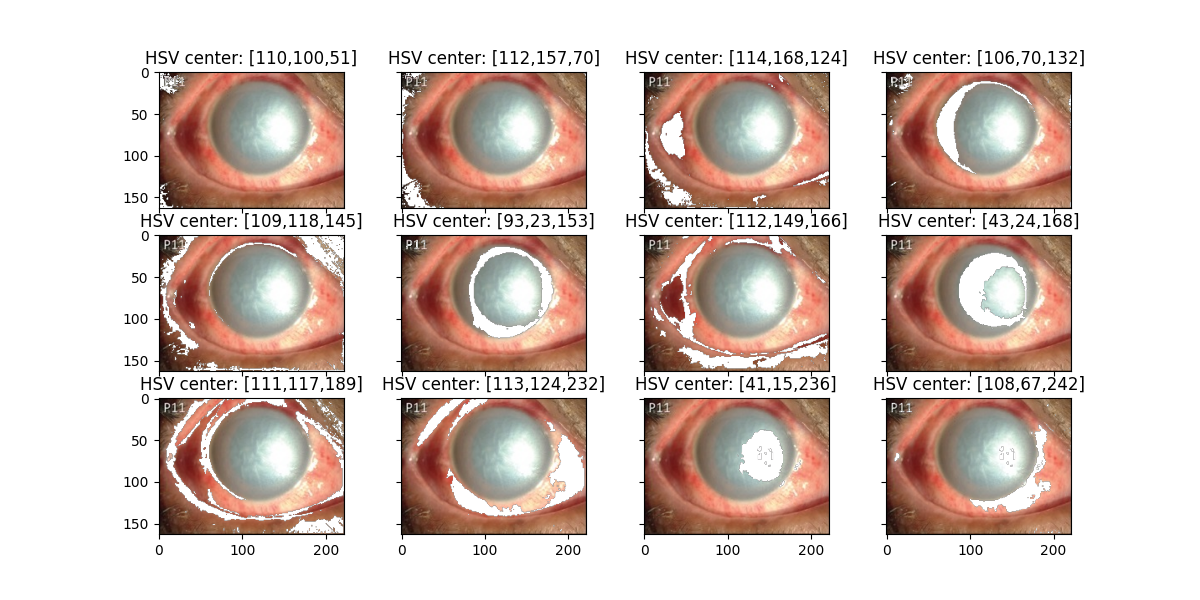 HSV center: [110,100,51] HSV center: [112,157,70] HSV center: [114,168,124] HSV center: [106,70,132]
0 P11 P11 P11 P11
50
100
150
HSV center: [109,118,145] HSV center: [93,23,153] HSV center: [112,149,166] HSV center: [43,24,168]
0 P11 P11 P11 P11
50
100
150
HSV center: [111,117,189] HSV center: [113,124,232] HSV center: [41,15,236] HSV center: [108,67,242]
0 P11 P11 P11 P11
50
100
150
0 100 200 0 100 200 0 100 200 0 100 200